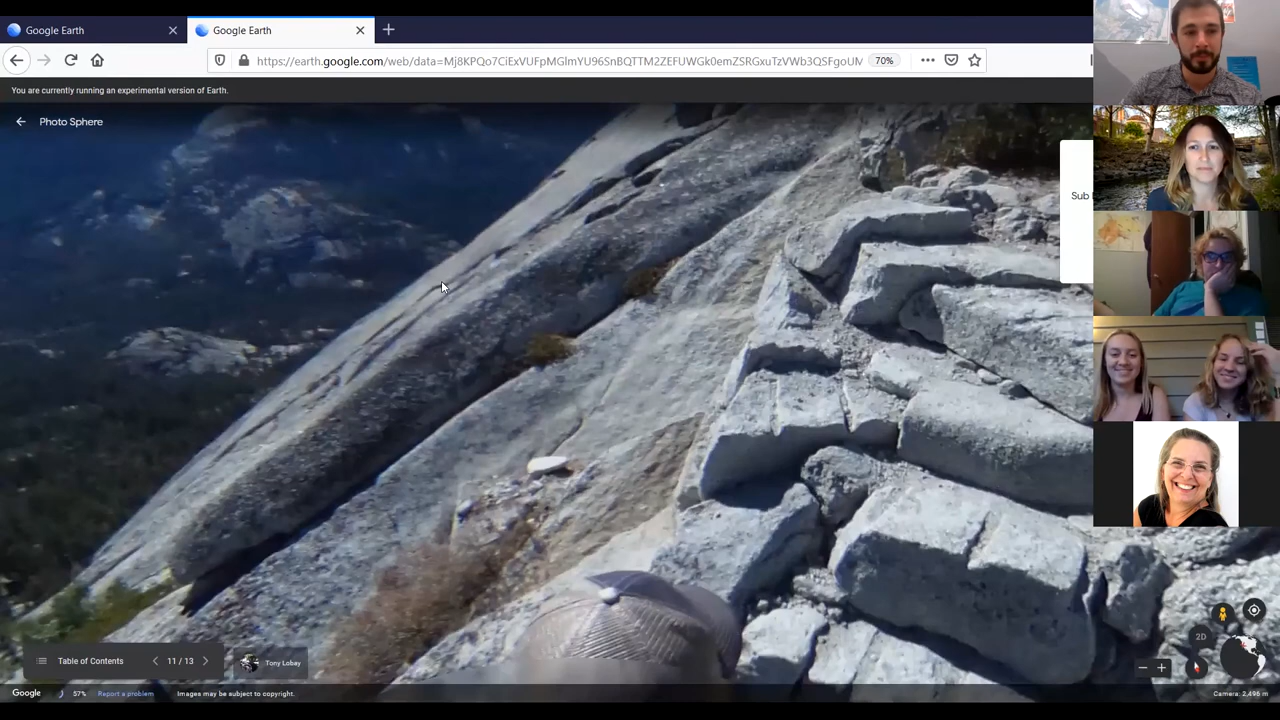 Google Earth
Google Earth
https://earth.google.com/web/data=Mj8KPQo7CiExVUFpMGlmYU96SnBQTTM2ZEFUWGk0emZSRGxuTzVWb3QSFgoUM
70%
You are currently running an experimental version of Earth.
Photo Sphere
Sub
Table of Contents
11 / 13
Tony Lobay
2D
Google
57%
Report a problem
Images may be subject to copyright.
Camera: 2,496 m